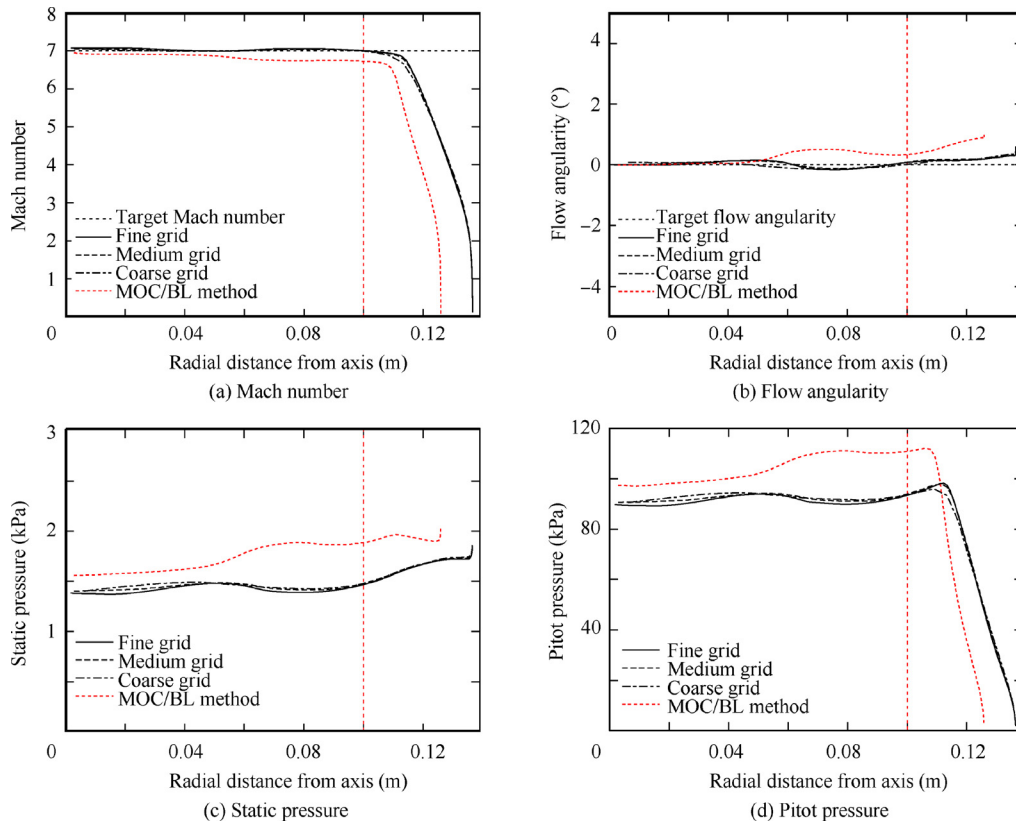 8
7
6
5
4
3
2
1
0
0.04
0.08
0.12
Mach number
Target Mach number
Fine grid
Medium grid
Coarse grid
MOC/BL method
Radial distance from axis (m)
(a) Mach number
4
2
0
−2
−4
0
0.04
0.08
0.12
Flow angularity (°)
Target flow angularity
Fine grid
Medium grid
Coarse grid
MOC/BL method
Radial distance from axis (m)
(b) Flow angularity
3
2
1
0
0.04
0.08
0.12
Static pressure (kPa)
Fine grid
Medium grid
Coarse grid
MOC/BL method
Radial distance from axis (m)
(c) Static pressure
120
80
40
0
0.04
0.08
0.12
Pitot pressure (kPa)
Fine grid
Medium grid
Coarse grid
MOC/BL method
Radial distance from axis (m)
(d) Pitot pressure